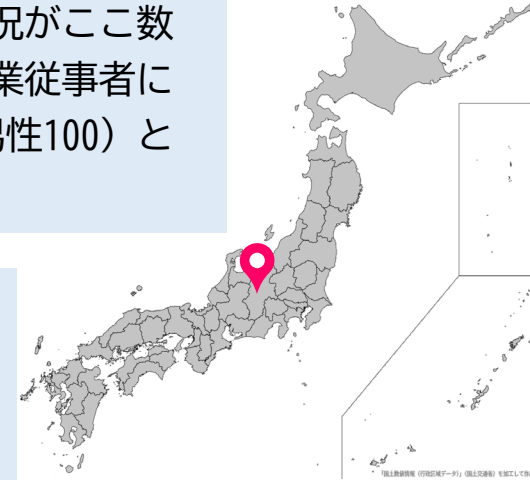 況がここ数
業従事者に
男性100）と
「国土数値情報（行政区域データ）」（国土交通省）を加工して作